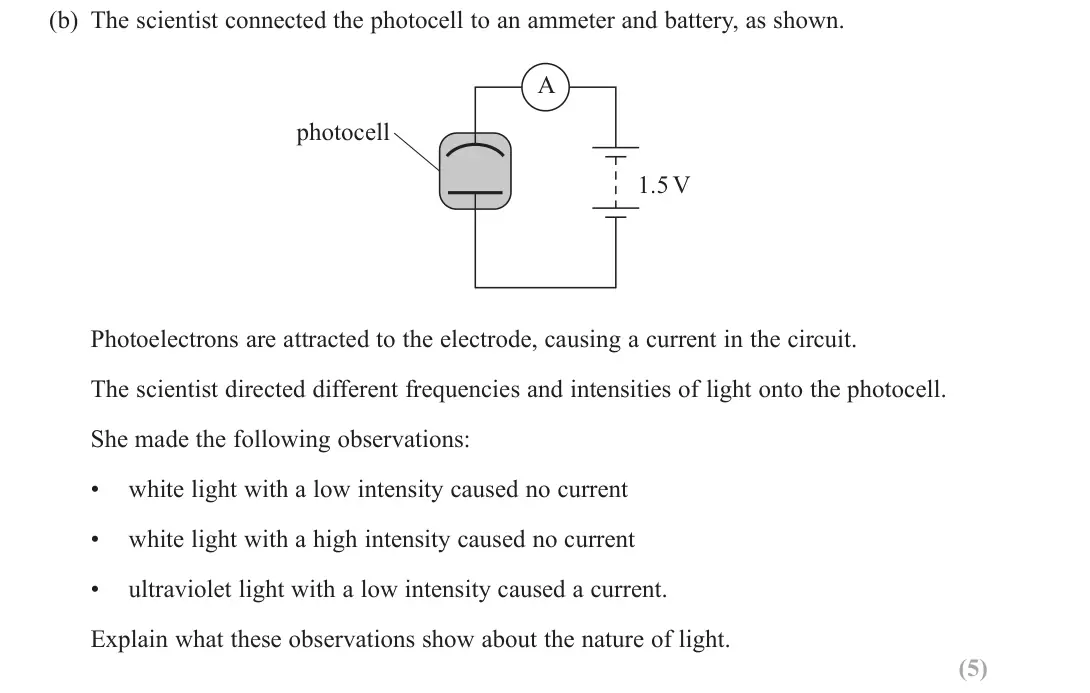 (b) The scientist connected the photocell to an ammeter and battery, as shown.
A
photocell
1.5 V
Photoelectrons are attracted to the electrode, causing a current in the circuit.
The scientist directed different frequencies and intensities of light onto the photocell.
She made the following observations:
• white light with a low intensity caused no current
• white light with a high intensity caused no current
• ultraviolet light with a low intensity caused a current.
Explain what these observations show about the nature of light.
(5)